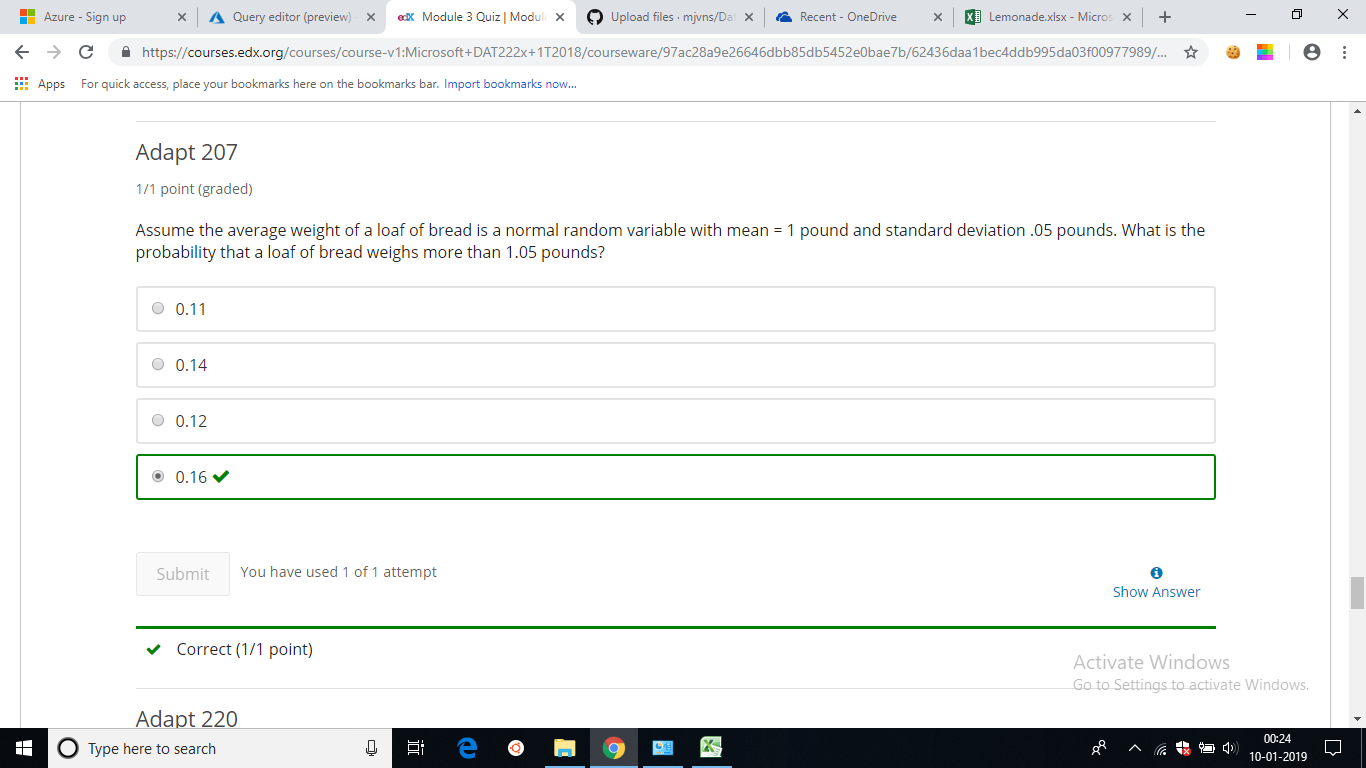 Azure - Sign up
Query editor (preview) -
edX Module 3 Quiz | Modul
Upload files · mjvns/Da
Recent - OneDrive
Lemonade.xlsx - Micros
https://courses.edx.org/courses/course-v1:Microsoft+DAT222x+1T2018/courseware/97ac28a9e26646dbb85db5452e0bae7b/62436daa1bec4ddb995da03f00977989/...
Apps For quick access, place your bookmarks here on the bookmarks bar. Import bookmarks now...
Adapt 207
1/1 point (graded)
Assume the average weight of a loaf of bread is a normal random variable with mean = 1 pound and standard deviation .05 pounds. What is the
probability that a loaf of bread weighs more than 1.05 pounds?
0.11
0.14
0.12
0.16
Submit You have used 1 of 1 attempt
Show Answer
Correct (1/1 point)
Activate Windows
Go to Settings to activate Windows.
Adapt 220
Type here to search
00:24
10-01-2019